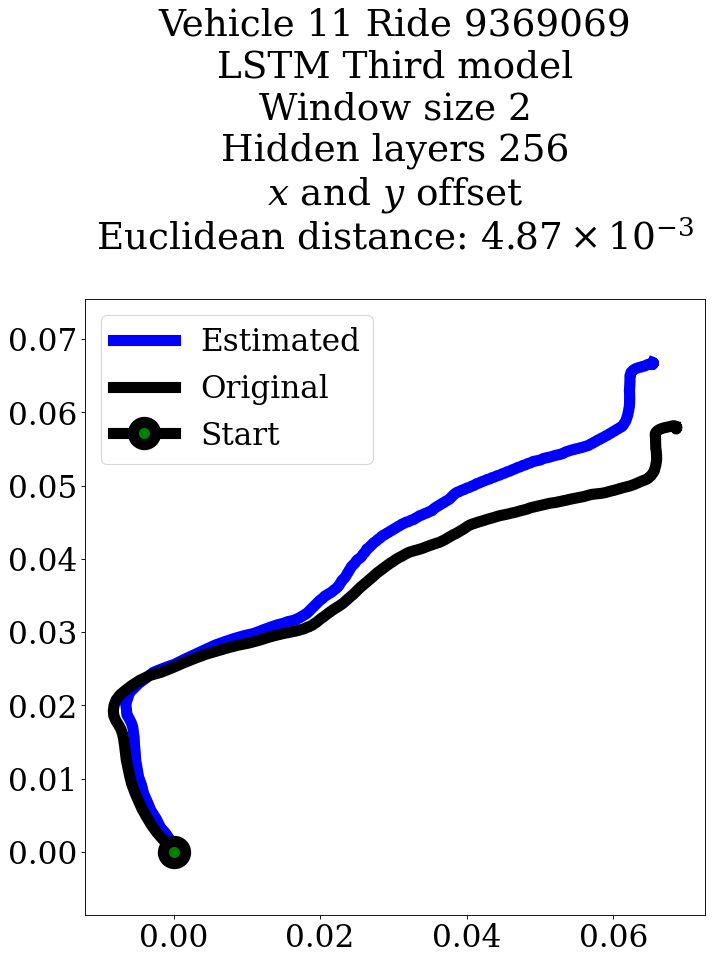 Vehicle 11 Ride 9369069
LSTM Third model
Window size 2
Hidden layers 256
x and y offset
Euclidean distance: 4.87 × 10⁻³
Estimated
Original
Start
0.07
0.06
0.05
0.04
0.03
0.02
0.01
0.00
0.00 0.02 0.04 0.06